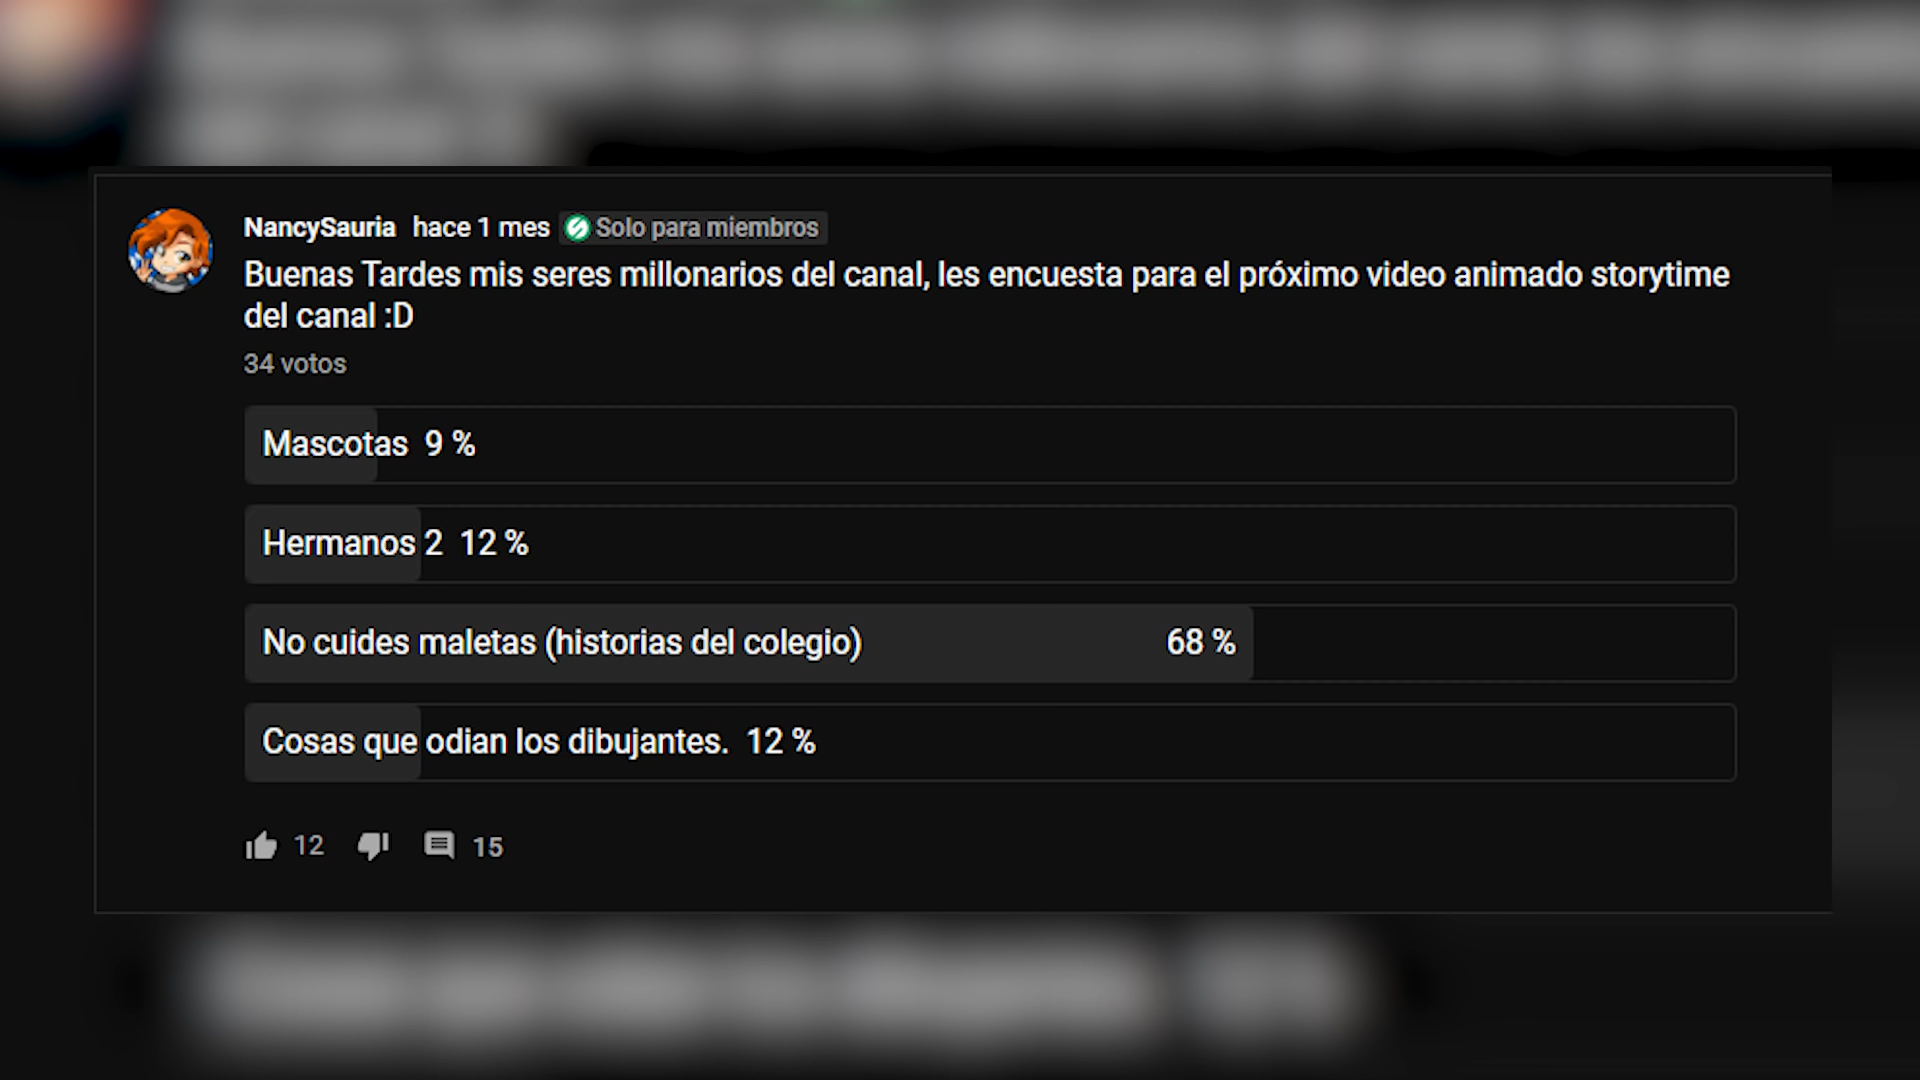 NancySauria hace 1 mes Solo para miembros
Buenas Tardes mis seres millonarios del canal, les encuesta para el próximo video animado storytime
del canal :D
34 votos
Mascotas 9 %
Hermanos 2 12 %
No cuides maletas (historias del colegio) 68 %
Cosas que odian los dibujantes. 12 %
12 15